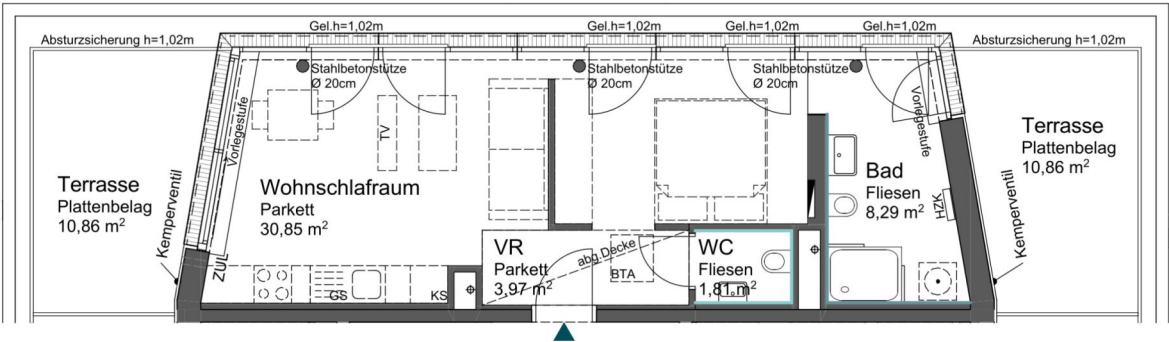 Gel.h=1,02m
Gel.h=1,02m
Gel.h=1,02m
Gel.h=1,02m
Absturzsicherung h=1,02m
Absturzsicherung h=1,02m
Stahlbetonstütze
Ø 20cm
Stahlbetonstütze
Ø 20cm
Stahlbetonstütze
Ø 20cm
Vorlegestufe
TV
Vorlegestufe
Terrasse
Plattenbelag
10,86 m²
Kemperventil
Wohnschlafraum
Parkett
30,85 m²
Bad
Fliesen
8,29 m²
HZK
Terrasse
Plattenbelag
10,86 m²
Kemperventil
ZUL
GS
KS
VR
Parkett
3,97 m²
abg.Decke
BTA
WC
Fliesen
1,81 m²